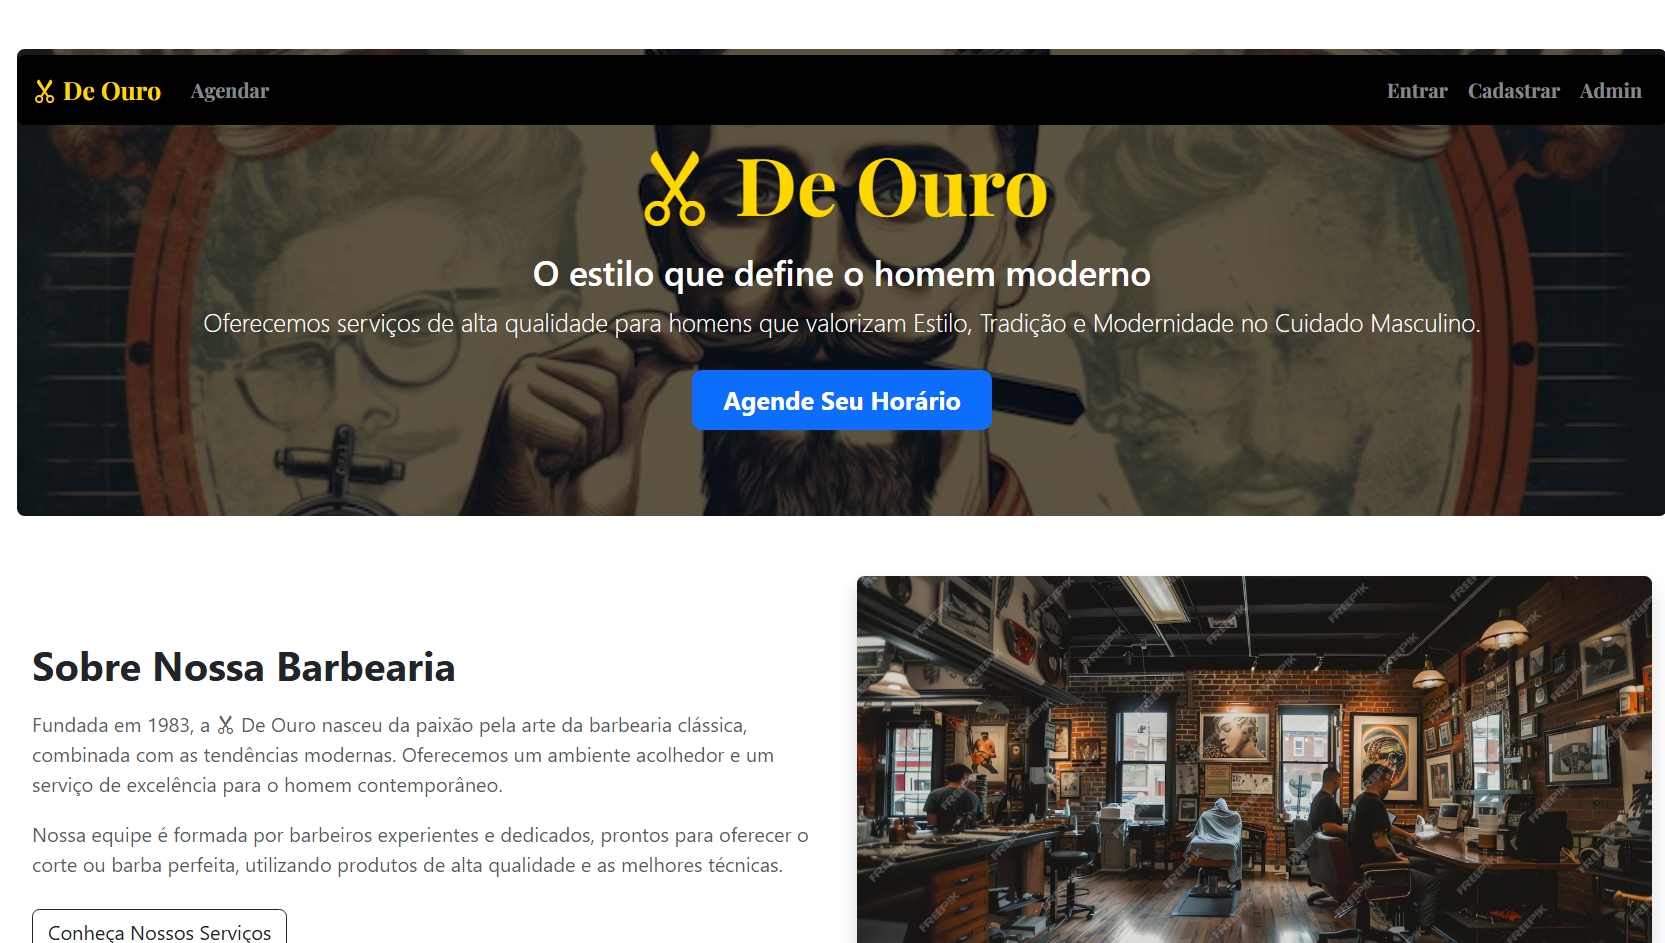 De Ouro Agendar Entrar Cadastrar Admin
De Ouro
O estilo que define o homem moderno
Oferecemos serviços de alta qualidade para homens que valorizam Estilo, Tradição e Modernidade no Cuidado Masculino.
Agende Seu Horário
Sobre Nossa Barbearia
Fundada em 1983, a De Ouro nasceu da paixão pela arte da barbearia clássica,
combinada com as tendências modernas. Oferecemos um ambiente acolhedor e um
serviço de excelência para o homem contemporâneo.
Nossa equipe é formada por barbeiros experientes e dedicados, prontos para oferecer o
corte ou barba perfeita, utilizando produtos de alta qualidade e as melhores técnicas.
Conheça Nossos Serviços
FREEPIK